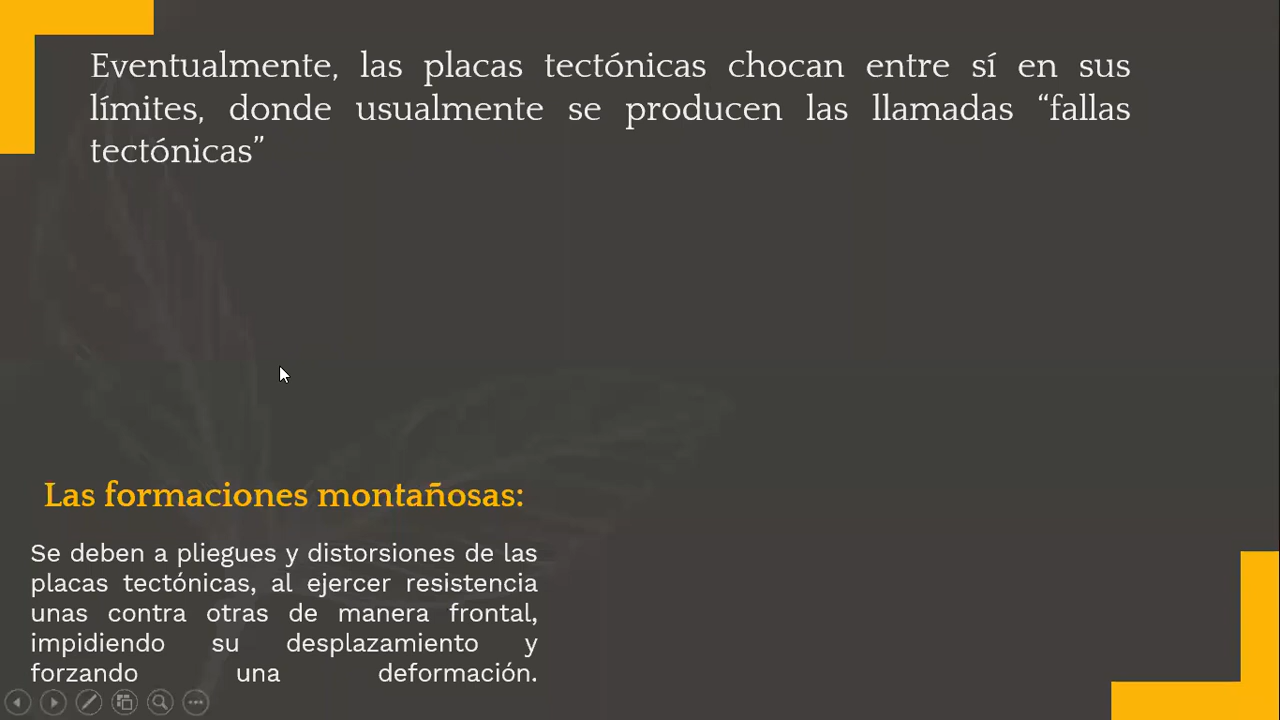 Eventualmente, las placas tectónicas chocan entre sí en sus
límites, donde usualmente se producen las llamadas “fallas
tectónicas”
Las formaciones montañosas:
Se deben a pliegues y distorsiones de las
placas tectónicas, al ejercer resistencia
unas contra otras de manera frontal,
impidiendo su desplazamiento y
forzando una deformación.